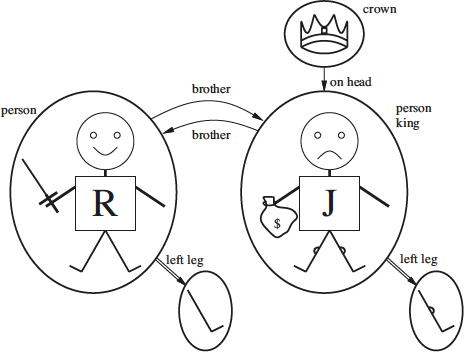 crown
on head
person
brother
brother
person
king
R
J
$
left leg
left leg